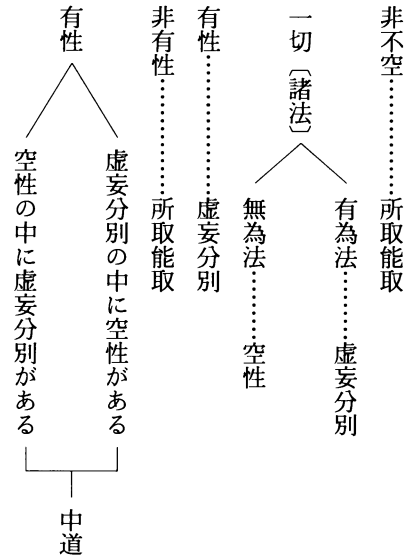 非不空………………所取能取
一切〔諸法〕
有為法…………虚妄分別
無為法…………空性
有性………………虚妄分別
非有性………………所取能取
有性
虚妄分別の中に空性がある
空性の中に虚妄分別がある
中道